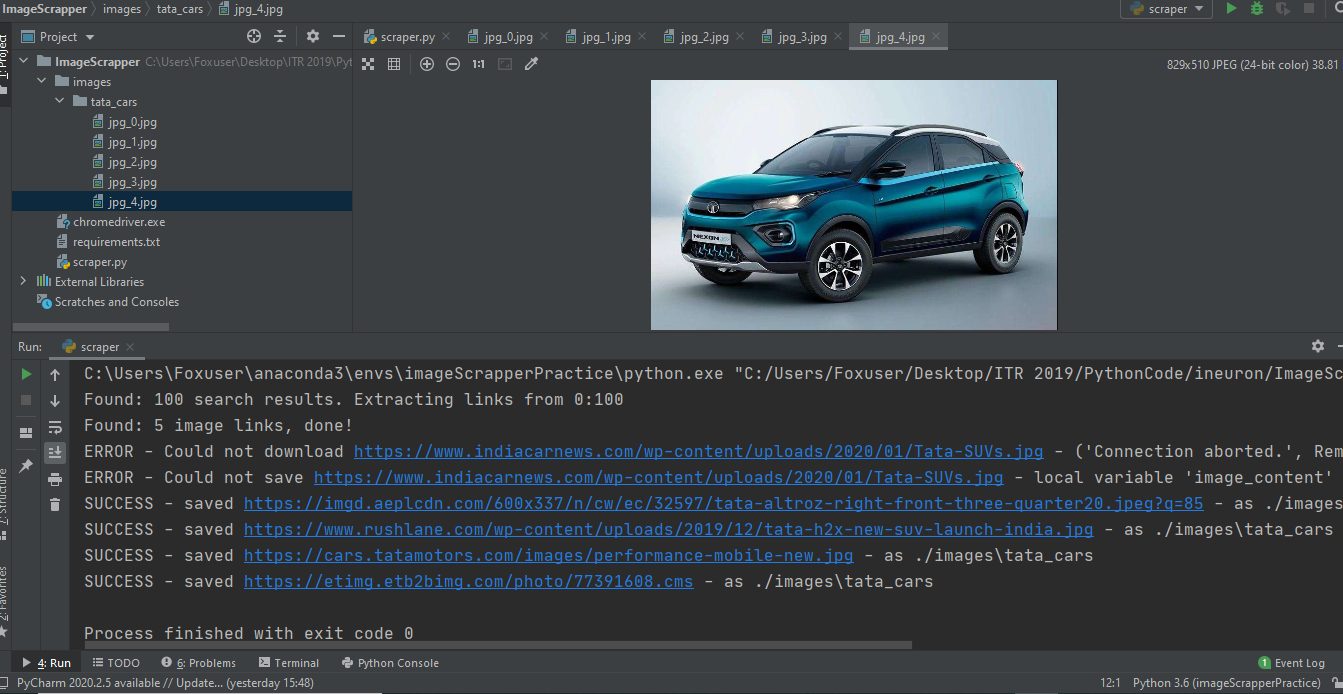 ImageScrapper images tata_cars jpg_4.jpg scraper
Project
scraper.py jpg_0.jpg jpg_1.jpg jpg_2.jpg jpg_3.jpg jpg_4.jpg
1: Project
ImageScrapper C:\Users\Foxuser\Desktop\ITR 2019\Pyt
images
tata_cars
jpg_0.jpg
jpg_1.jpg
jpg_2.jpg
jpg_3.jpg
jpg_4.jpg
chromedriver.exe
requirements.txt
scraper.py
External Libraries
Scratches and Consoles
1:1
829x510 JPEG (24-bit color) 38.81
NEXON
Run: scraper
C:\Users\Foxuser\anaconda3\envs\imageScrapperPractice\python.exe "C:/Users/Foxuser/Desktop/ITR 2019/PythonCode/ineuron/ImageSc
Found: 100 search results. Extracting links from 0:100
Found: 5 image links, done!
ERROR - Could not download https://www.indiacarnews.com/wp-content/uploads/2020/01/Tata-SUVs.jpg - ('Connection aborted.', Rem
ERROR - Could not save https://www.indiacarnews.com/wp-content/uploads/2020/01/Tata-SUVs.jpg - local variable 'image_content'
SUCCESS - saved https://imgd.aeplcdn.com/600x337/n/cw/ec/32597/tata-altroz-right-front-three-quarter20.jpeg?q=85 - as ./images
SUCCESS - saved https://www.rushlane.com/wp-content/uploads/2019/12/tata-h2x-new-suv-launch-india.jpg - as ./images\tata_cars
SUCCESS - saved https://cars.tatamotors.com/images/performance-mobile-new.jpg - as ./images\tata_cars
SUCCESS - saved https://etimg.etb2bimg.com/photo/77391608.cms - as ./images\tata_cars
Process finished with exit code 0
7: Structure
2: Favorites
4: Run TODO 6: Problems Terminal Python Console 1 Event Log
PyCharm 2020.2.5 available // Update... (yesterday 15:48) 12:1 Python 3.6 (imageScrapperPractice)